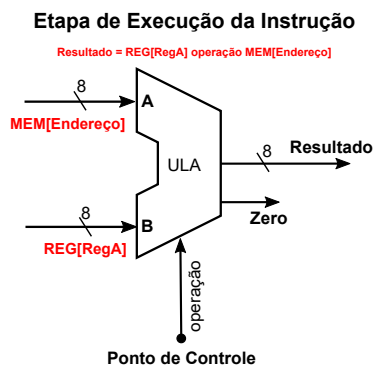 Etapa de Execução da Instrução
Resultado = REG[RegA] operação MEM[Endereço]
8
A
MEM[Endereço]
8
Resultado
ULA
8
B
Zero
REG[RegA]
operação
Ponto de Controle